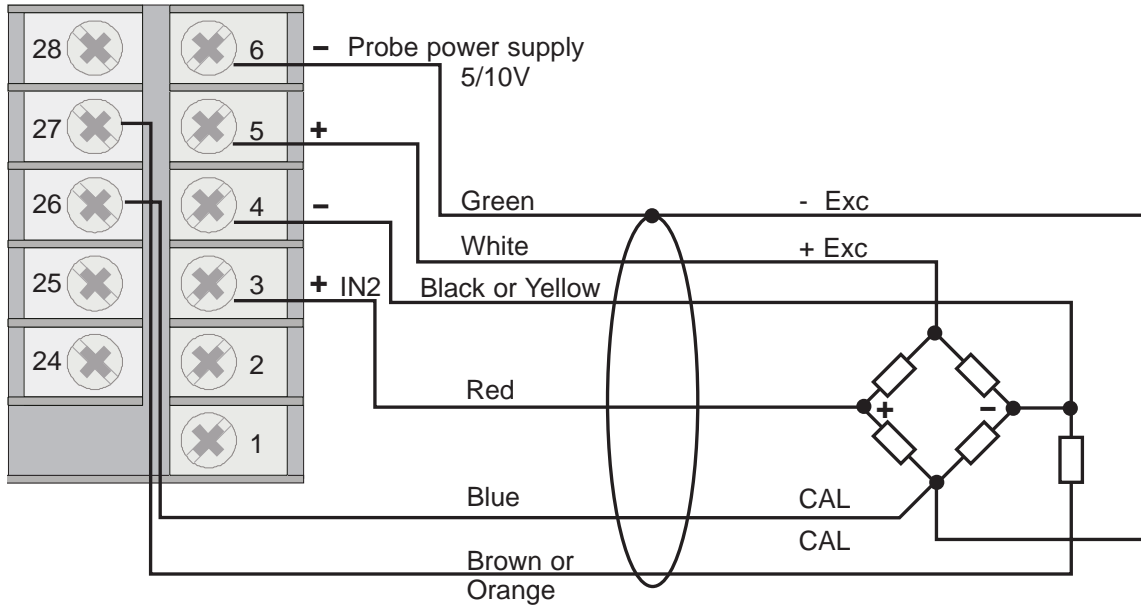 28 6 – Probe power supply
5/10V
27 5 +
26 4 –
Green - Exc
White + Exc
25 3 + IN2 Black or Yellow
24 2
Red + –
1
Blue CAL
CAL
Brown or
Orange